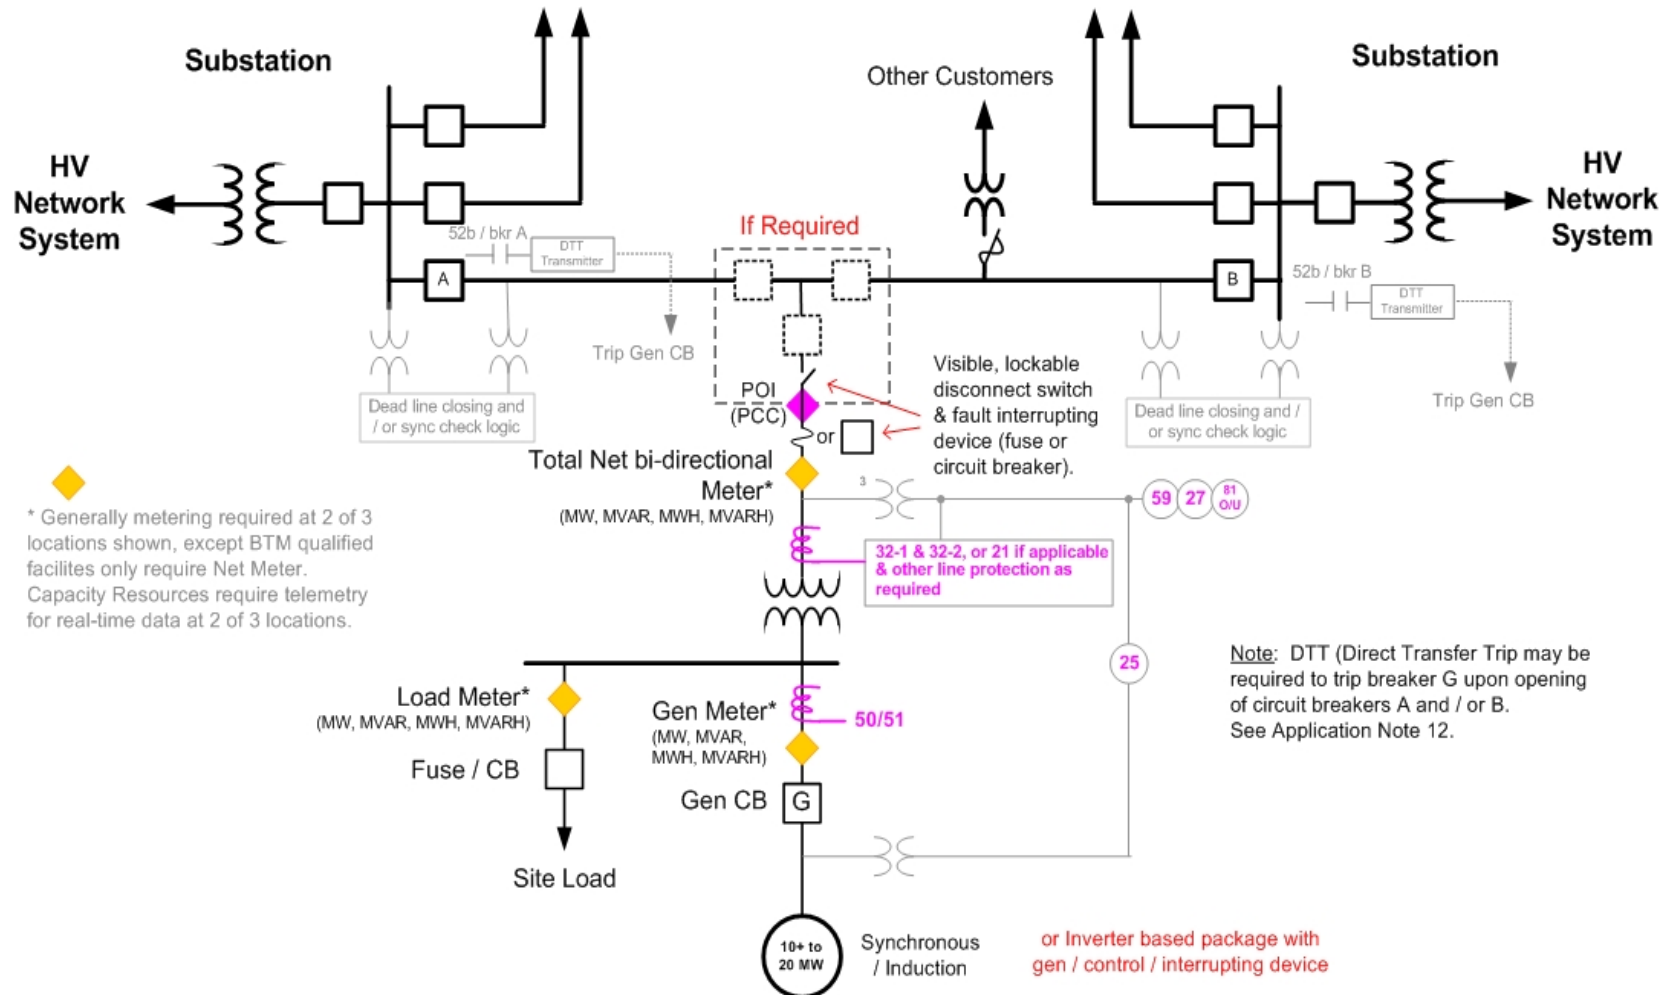 Substation
Substation
Other Customers
HV
Network
System
HV
Network
System
If Required
52b / bkr A
DTT
Transmitter
A
B
52b / bkr B
DTT
Transmitter
Trip Gen CB
Trip Gen CB
Dead line closing and
/ or sync check logic
Dead line closing and /
or sync check logic
POI
(PCC)
or
Visible, lockable
disconnect switch
& fault interrupting
device (fuse or
circuit breaker).
Total Net bi-directional
Meter*
(MW, MVAR, MWH, MVARH)
3
59
27
81
O/U
* Generally metering required at 2 of 3
locations shown, except BTM qualified
facilites only require Net Meter.
Capacity Resources require telemetry
for real-time data at 2 of 3 locations.
32-1 & 32-2, or 21 if applicable
& other line protection as
required
25
Note: DTT (Direct Transfer Trip may be
required to trip breaker G upon opening
of circuit breakers A and / or B.
See Application Note 12.
Load Meter*
(MW, MVAR, MWH, MVARH)
Gen Meter*
(MW, MVAR,
MWH, MVARH)
50/51
Fuse / CB
Gen CB
G
Site Load
10+ to
20 MW
Synchronous
/ Induction
or Inverter based package with
gen / control / interrupting device